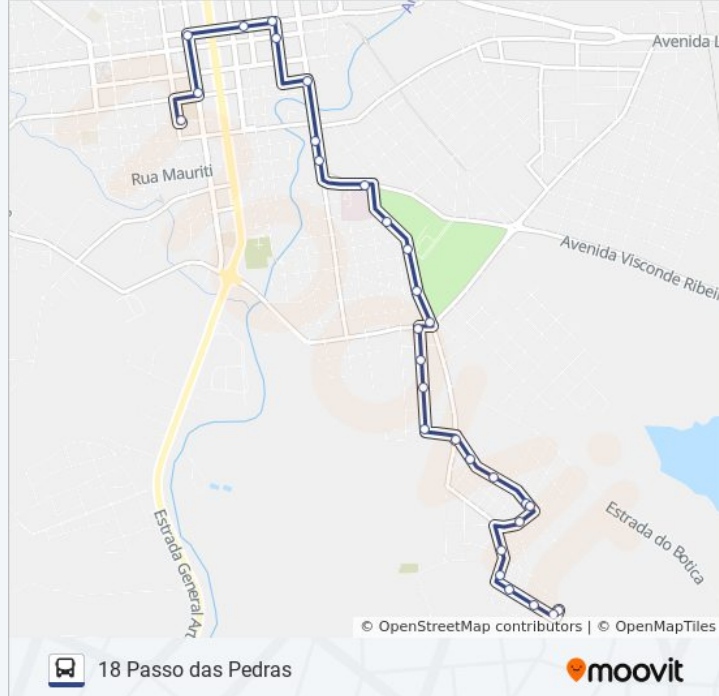 Ar
Avenida L
Rua Mauriti
Avenida Visconde Ribei
Estrada General An
Estrada do Botica
© OpenStreetMap contributors | © OpenMapTiles
18 Passo das Pedras
moovit